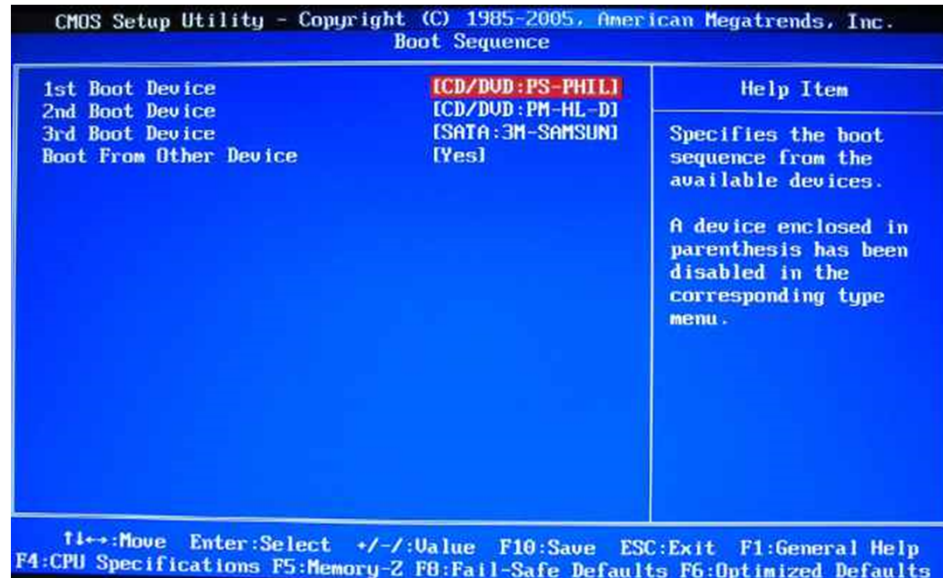 CMOS Setup Utility - Copyright (C) 1985-2005, American Megatrends, Inc.
Boot Sequence
1st Boot Device [CD/DVD:PS-PHIL]
2nd Boot Device [CD/DVD:PM-HL-D]
3rd Boot Device [SATA:3M-SAMSUN]
Boot From Other Device [Yes]
Help Item
Specifies the boot
sequence from the
available devices.
A device enclosed in
parenthesis has been
disabled in the
corresponding type
menu.
↑↓←→:Move Enter:Select +/-/:Value F10:Save ESC:Exit F1:General Help
F4:CPU Specifications F5:Memory-Z F8:Fail-Safe Defaults F6:Optimized Defaults